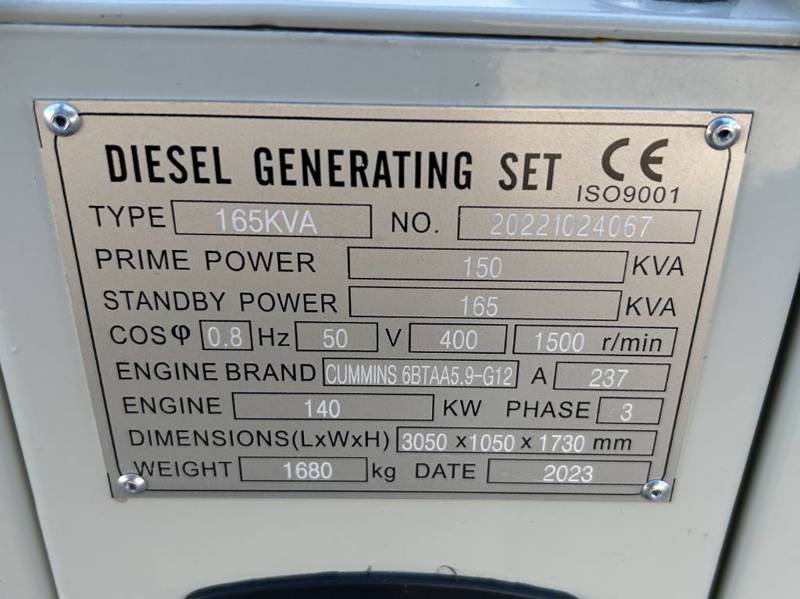 DIESEL GENERATING SET CE
ISO9001
TYPE 165KVA NO. 20221024067
PRIME POWER 150 KVA
STANDBY POWER 165 KVA
COSφ 0.8 Hz 50 V 400 1500 r/min
ENGINE BRAND CUMMINS 6BTAA5.9-G12 A 237
ENGINE 140 KW PHASE 3
DIMENSIONS(LxWxH) 3050 x1050 x 1730 mm
WEIGHT 1680 kg DATE 2023